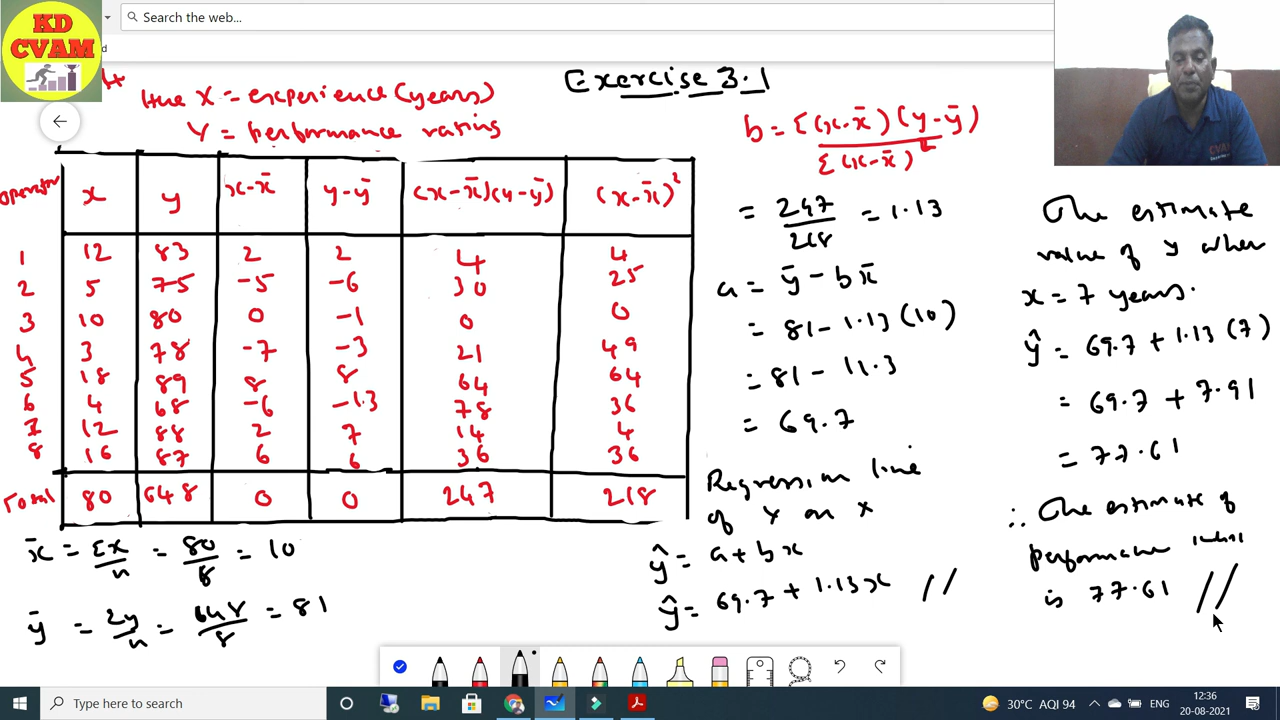 KD
CVAM
Search the web...
Exercise 3.1
X = experience (years)
Y = performance rating
operator x y x-x̄ y-ȳ (x-x̄)(y-ȳ) (x-x̄)²
1 12 83 2 2 4 4
2 5 75 -5 -6 30 25
3 10 80 0 -1 0 0
4 3 78 -7 -3 21 49
5 18 89 8 8 64 64
6 4 68 -6 -13 78 36
7 12 88 2 7 14 4
8 16 87 6 6 36 36
Total 80 648 0 0 247 218
x̄ = Σx/n = 80/8 = 10
ȳ = Σy/n = 648/8 = 81
b = Σ(x-x̄)(y-ȳ)/Σ(x-x̄)²
= 247/218 = 1.13
a = ȳ - bx̄
= 81 - 1.13(10)
= 81 - 11.3
= 69.7
Regression line
of Y on X
ŷ = a + bx
ŷ = 69.7 + 1.13x //
The estimate
value of y when
x = 7 years.
ŷ = 69.7 + 1.13(7)
= 69.7 + 7.91
= 77.61
∴ The estimate of
performance
is 77.61 //
CVAM
Type here to search
30°C AQI 94
ENG
12:36
20-08-2021